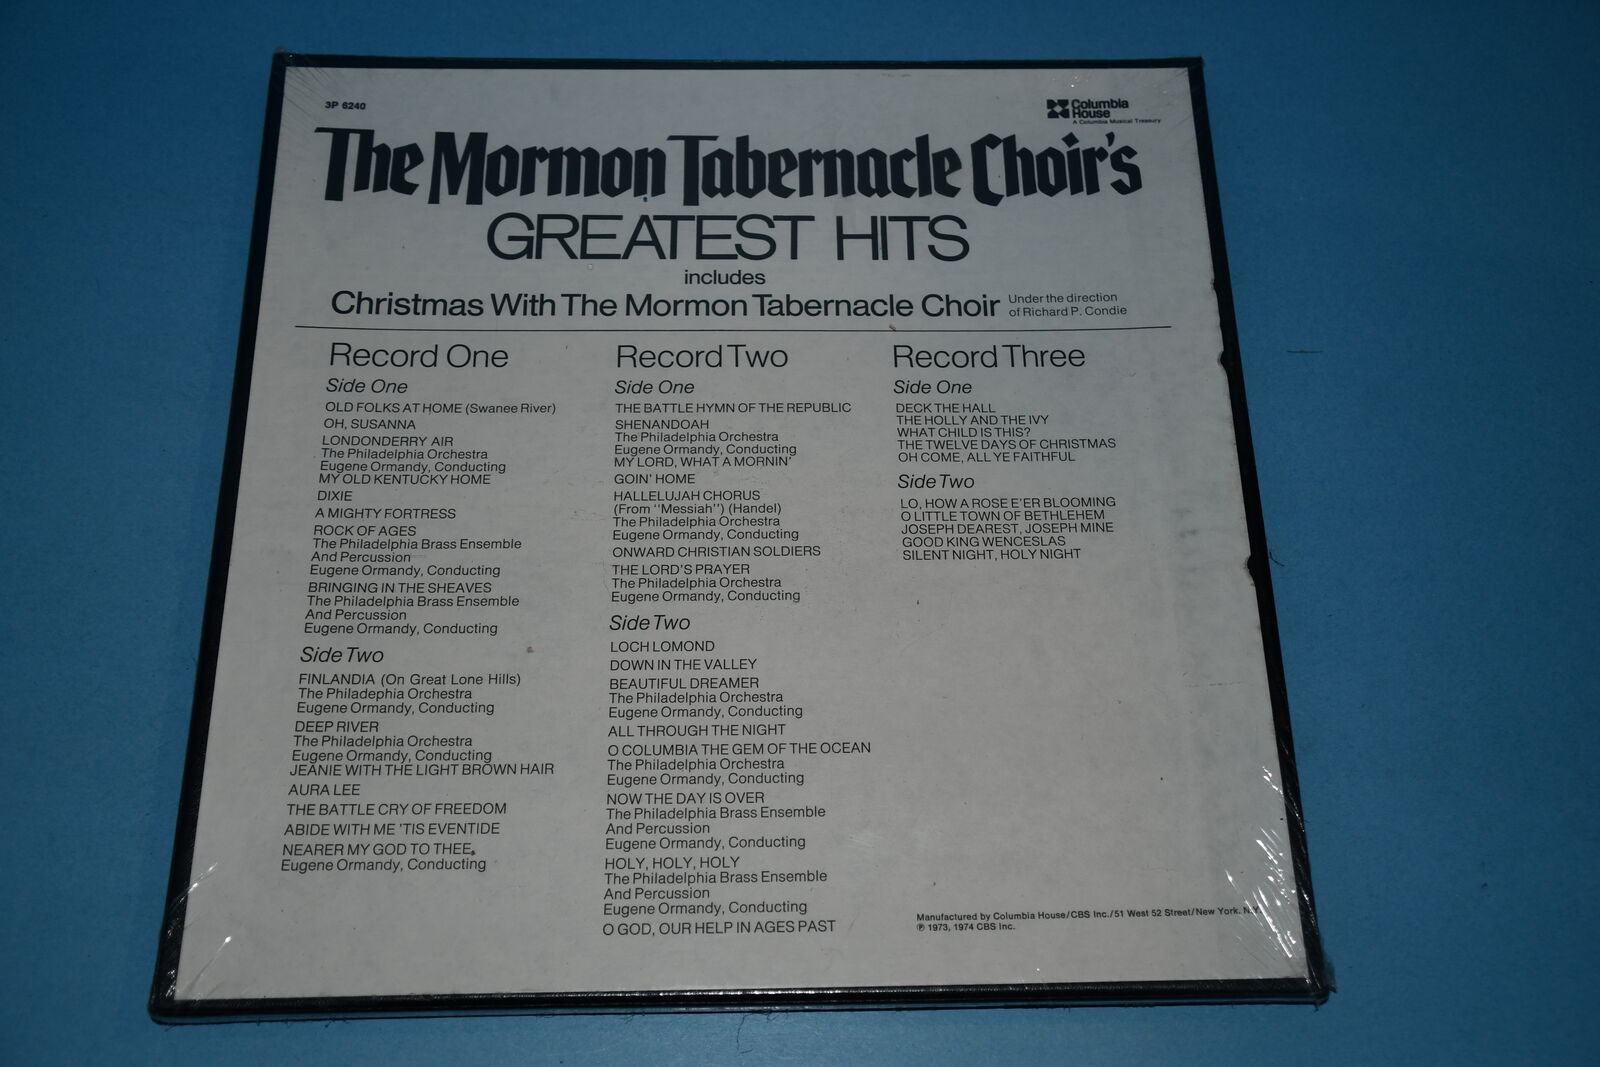 3P 6240
Columbia
House
A Columbia Musical Treasury
The Mormon Tabernacle Choir's
GREATEST HITS
includes
Christmas With The Mormon Tabernacle Choir
Under the direction
of Richard P. Condie
Record One
Side One
OLD FOLKS AT HOME (Swanee River)
OH, SUSANNA
LONDONDERRY AIR
The Philadelphia Orchestra
Eugene Ormandy, Conducting
MY OLD KENTUCKY HOME
DIXIE
A MIGHTY FORTRESS
ROCK OF AGES
The Philadelphia Brass Ensemble
And Percussion
Eugene Ormandy, Conducting
BRINGING IN THE SHEAVES
The Philadelphia Brass Ensemble
And Percussion
Eugene Ormandy, Conducting
Side Two
FINLANDIA (On Great Lone Hills)
The Philadephia Orchestra
Eugene Ormandy, Conducting
DEEP RIVER
The Philadelphia Orchestra
Eugene Ormandy, Conducting
JEANIE WITH THE LIGHT BROWN HAIR
AURA LEE
THE BATTLE CRY OF FREEDOM
ABIDE WITH ME 'TIS EVENTIDE
NEARER MY GOD TO THEE
Eugene Ormandy, Conducting
Record Two
Side One
THE BATTLE HYMN OF THE REPUBLIC
SHENANDOAH
The Philadelphia Orchestra
Eugene Ormandy, Conducting
MY LORD, WHAT A MORNIN'
GOIN' HOME
HALLELUJAH CHORUS
(From "Messiah") (Handel)
The Philadelphia Orchestra
Eugene Ormandy, Conducting
ONWARD CHRISTIAN SOLDIERS
THE LORD'S PRAYER
The Philadelphia Orchestra
Eugene Ormandy, Conducting
Side Two
LOCH LOMOND
DOWN IN THE VALLEY
BEAUTIFUL DREAMER
The Philadelphia Orchestra
Eugene Ormandy, Conducting
ALL THROUGH THE NIGHT
O COLUMBIA THE GEM OF THE OCEAN
The Philadelphia Orchestra
Eugene Ormandy, Conducting
NOW THE DAY IS OVER
The Philadelphia Brass Ensemble
And Percussion
Eugene Ormandy, Conducting
HOLY, HOLY, HOLY
The Philadelphia Brass Ensemble
And Percussion
Eugene Ormandy, Conducting
O GOD, OUR HELP IN AGES PAST
Record Three
Side One
DECK THE HALL
THE HOLLY AND THE IVY
WHAT CHILD IS THIS?
THE TWELVE DAYS OF CHRISTMAS
OH COME, ALL YE FAITHFUL
Side Two
LO, HOW A ROSE E'ER BLOOMING
O LITTLE TOWN OF BETHLEHEM
JOSEPH DEAREST, JOSEPH MINE
GOOD KING WENCESLAS
SILENT NIGHT, HOLY NIGHT
Manufactured by Columbia House/CBS Inc./51 West 52 Street/New York, N.Y.
℗ 1973, 1974 CBS Inc.